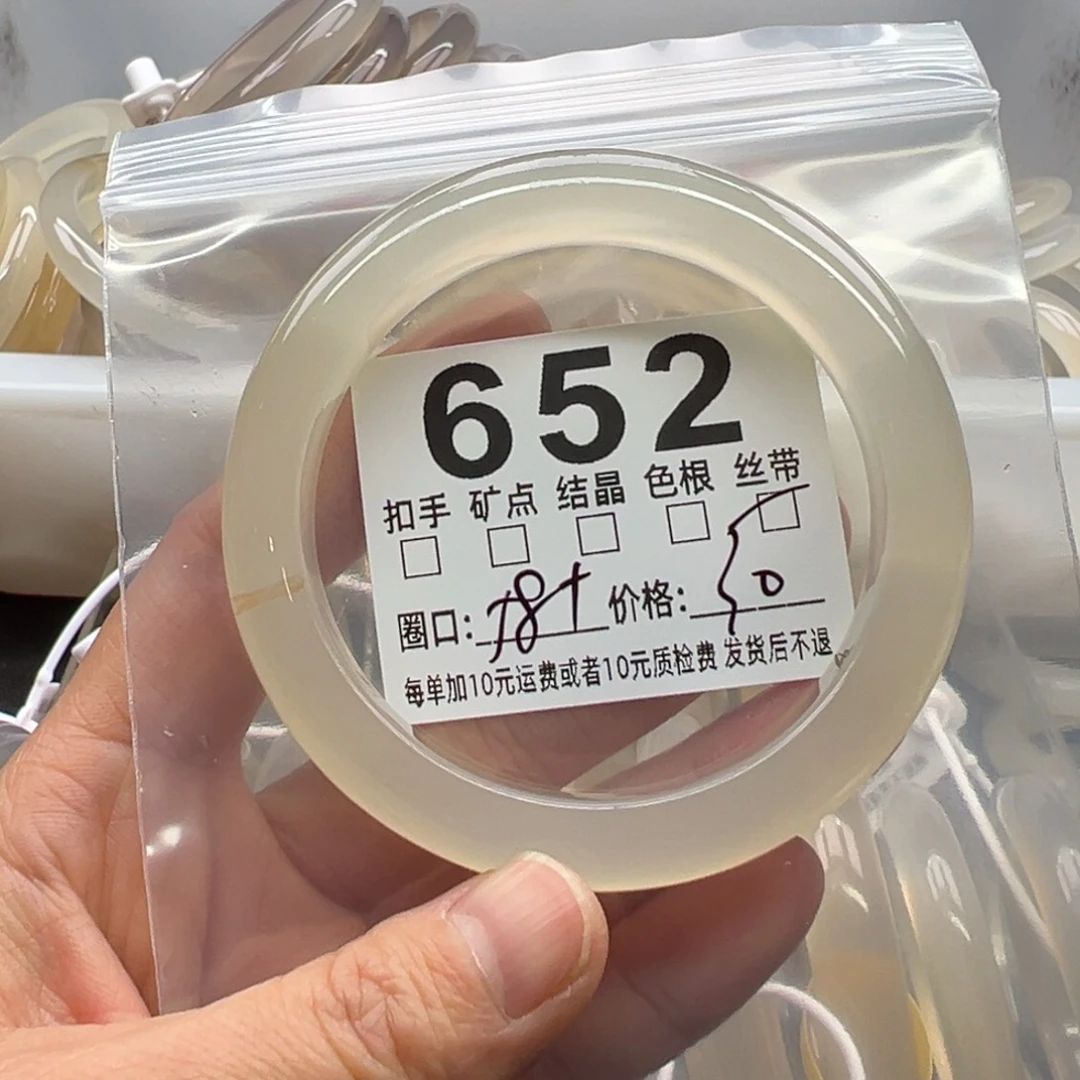 652
扣手 矿点 结晶 色根 丝带
圈口: 价格: 50
每单加10元运费或者10元质检费 发货后不退